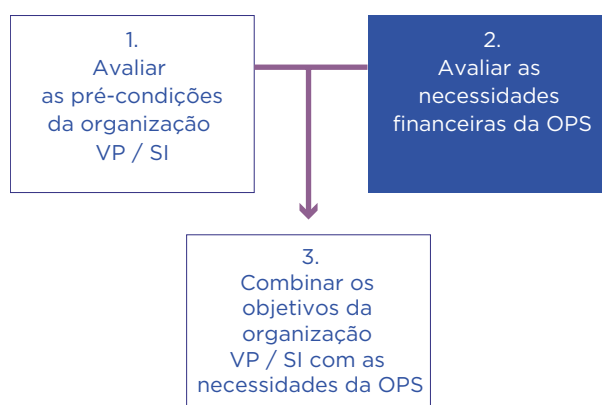 1.
Avaliar
as pré-condições
da organização
VP / SI
2.
Avaliar as
necessidades
financeiras da OPS
3.
Combinar os
objetivos da
organização
VP / SI com as
necessidades da OPS